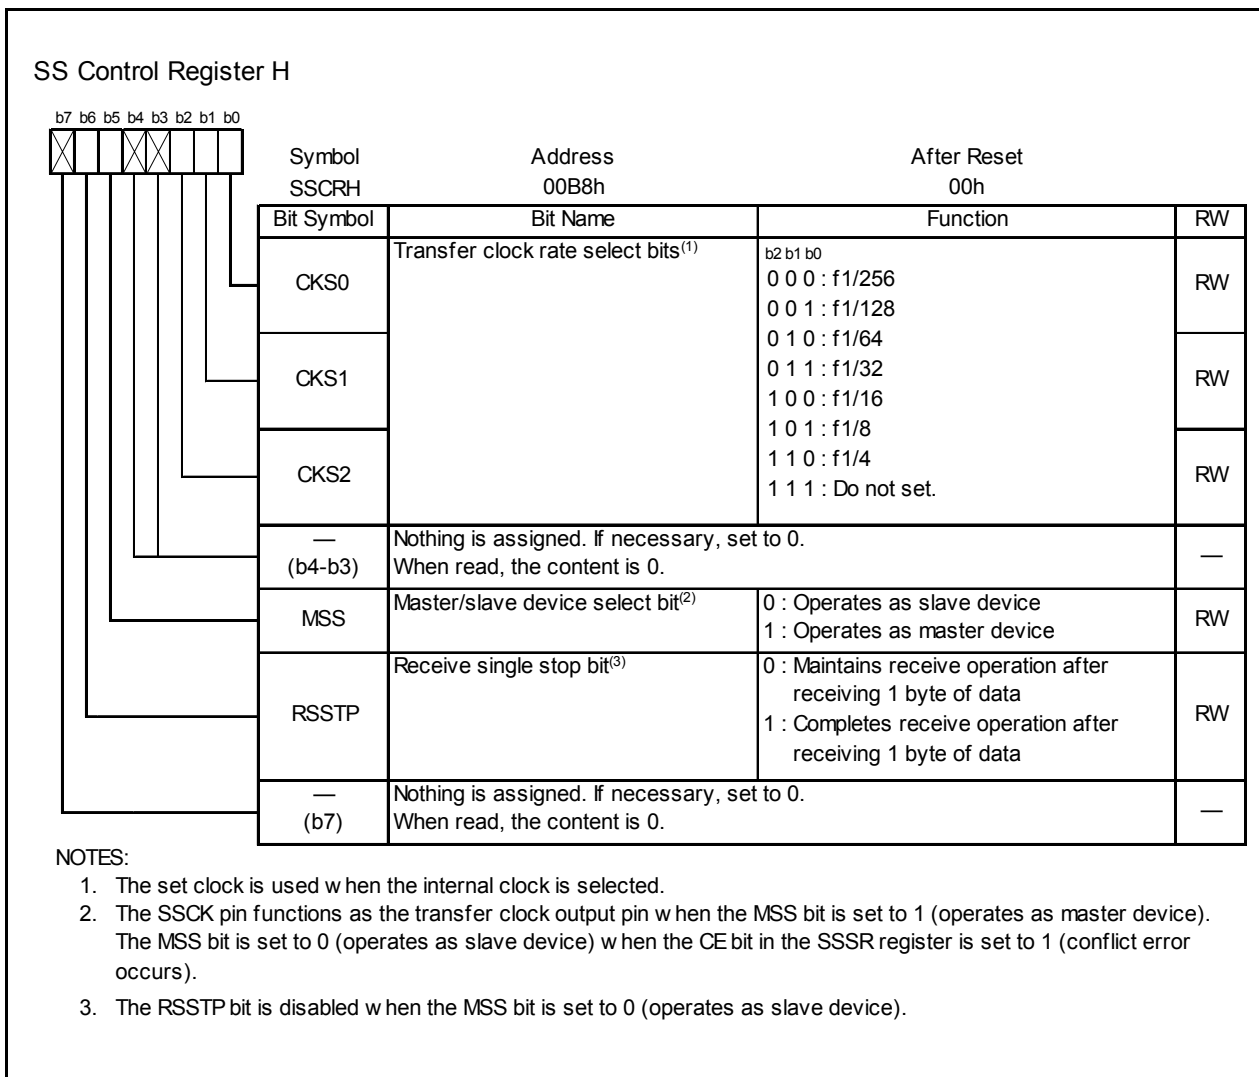 SS Control Register H
b7 b6 b5 b4 b3 b2 b1 b0
Symbol Address After Reset
SSCRH 00B8h 00h
Bit Symbol Bit Name Function RW
CKS0 Transfer clock rate select bits(1) b2 b1 b0 RW
0 0 0 : f1/256
0 0 1 : f1/128
0 1 0 : f1/64
CKS1 0 1 1 : f1/32 RW
1 0 0 : f1/16
1 0 1 : f1/8
1 1 0 : f1/4
CKS2 1 1 1 : Do not set. RW
— Nothing is assigned. If necessary, set to 0. —
(b4-b3) When read, the content is 0.
MSS Master/slave device select bit(2) 0 : Operates as slave device RW
1 : Operates as master device
RSSTP Receive single stop bit(3) 0 : Maintains receive operation after RW
receiving 1 byte of data
1 : Completes receive operation after
receiving 1 byte of data
— Nothing is assigned. If necessary, set to 0. —
(b7) When read, the content is 0.
NOTES:
1. The set clock is used when the internal clock is selected.
2. The SSCK pin functions as the transfer clock output pin when the MSS bit is set to 1 (operates as master device).
The MSS bit is set to 0 (operates as slave device) when the CE bit in the SSSR register is set to 1 (conflict error
occurs).
3. The RSSTP bit is disabled when the MSS bit is set to 0 (operates as slave device).